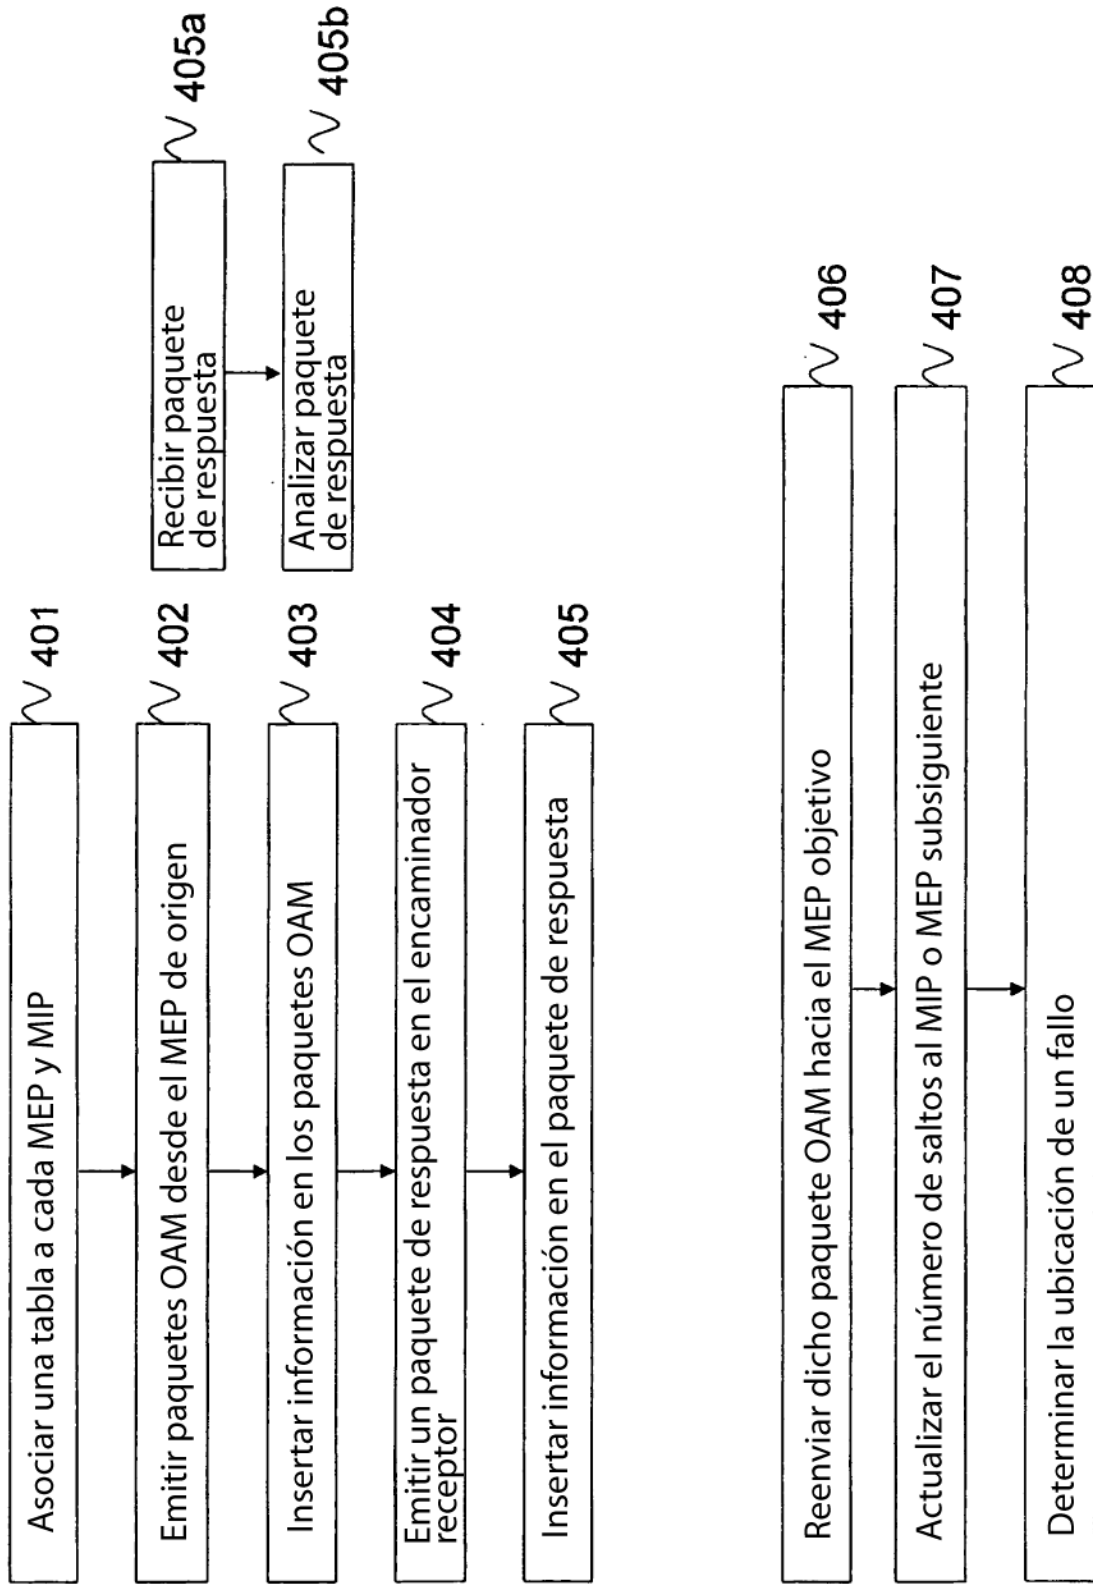 Asociar una tabla a cada MEP y MIP
401
Emitir paquetes OAM desde el MEP de origen
402
Insertar información en los paquetes OAM
403
Emitir un paquete de respuesta en el encaminador
receptor
404
Insertar información en el paquete de respuesta
405
Recibir paquete
de respuesta
405a
Analizar paquete
de respuesta
405b
Reenviar dicho paquete OAM hacia el MEP objetivo
406
Actualizar el número de saltos al MIP o MEP subsiguiente
407
Determinar la ubicación de un fallo
408